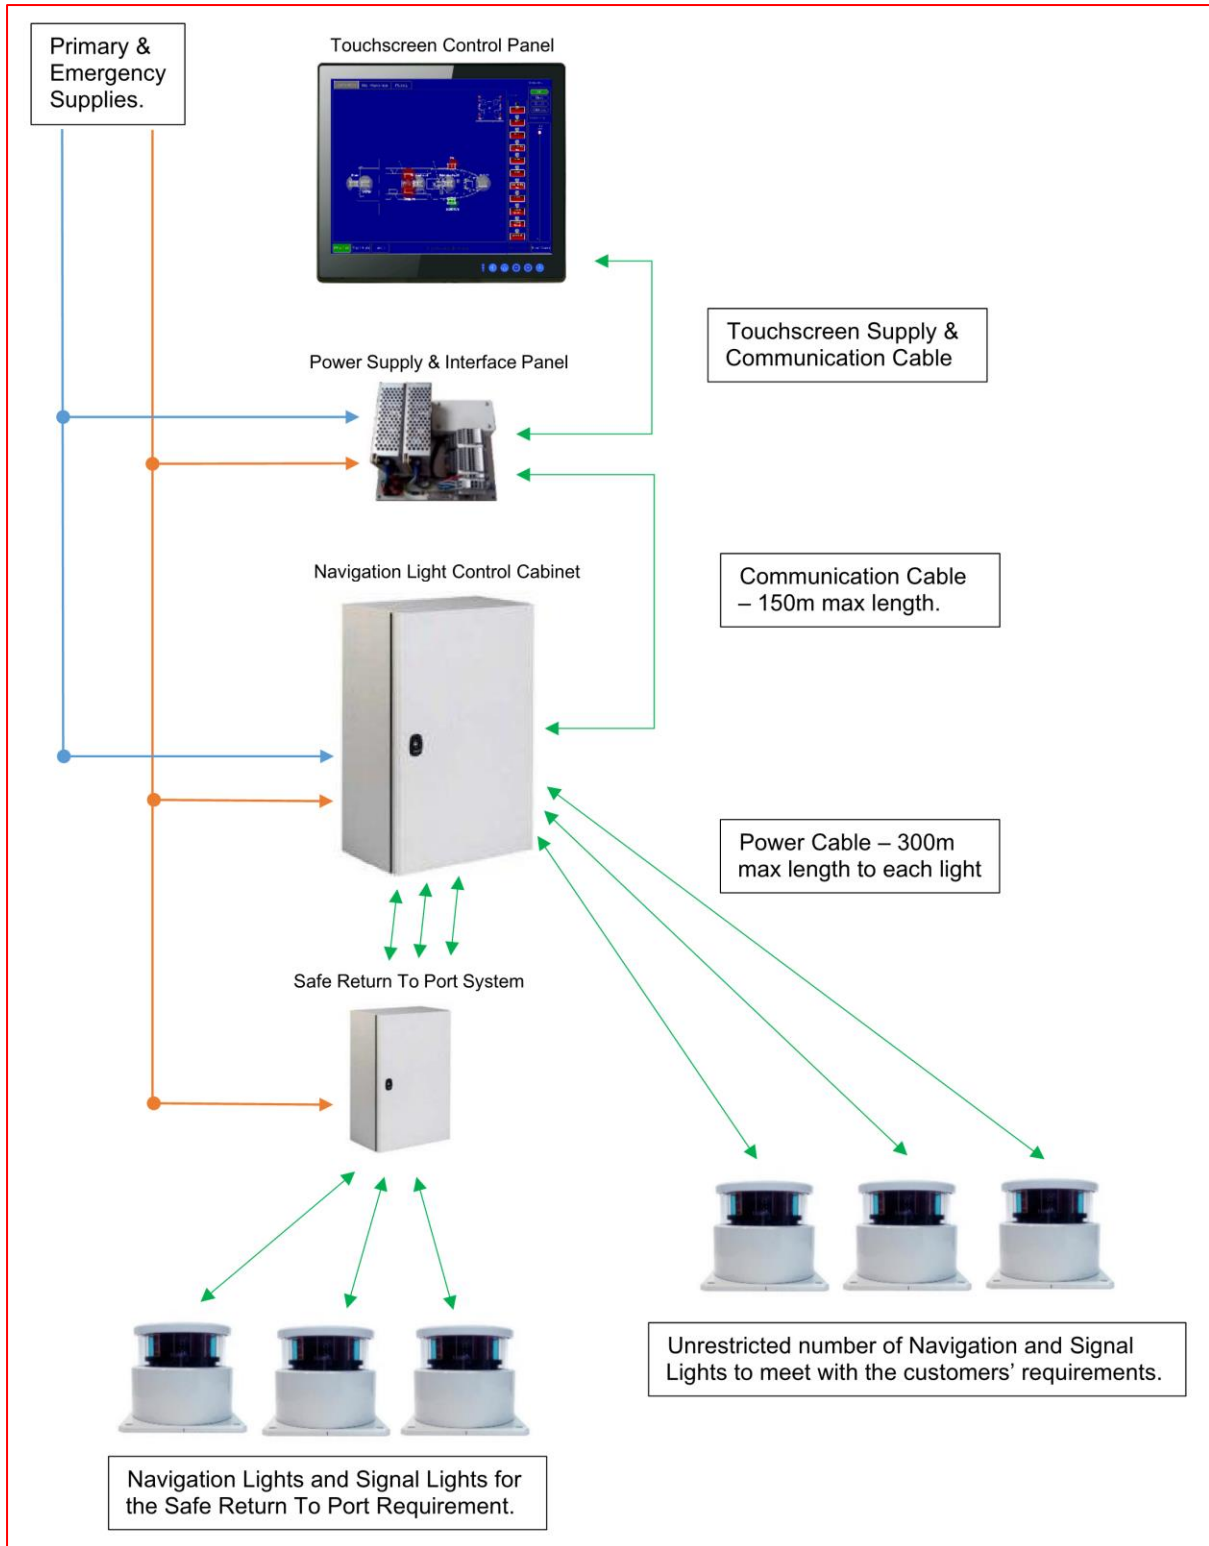 Primary &
Emergency
Supplies.
Touchscreen Control Panel
Touchscreen Supply &
Communication Cable
Power Supply & Interface Panel
Communication Cable
– 150m max length.
Navigation Light Control Cabinet
Power Cable – 300m
max length to each light
Safe Return To Port System
Unrestricted number of Navigation and Signal
Lights to meet with the customers’ requirements.
Navigation Lights and Signal Lights for
the Safe Return To Port Requirement.